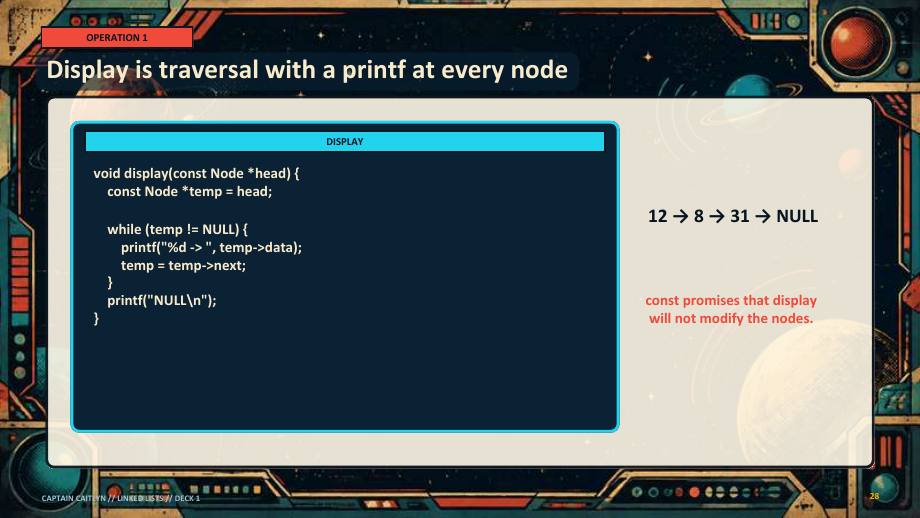 OPERATION 1
Display is traversal with a printf at every node
DISPLAY
void display(const Node *head) {
    const Node *temp = head;

    while (temp != NULL) {
        printf("%d -> ", temp->data);
        temp = temp->next;
    }
    printf("NULL\n");
}
12 → 8 → 31 → NULL
const promises that display
will not modify the nodes.
CAPTAIN CAITLYN // LINKED LISTS // DECK 1
28